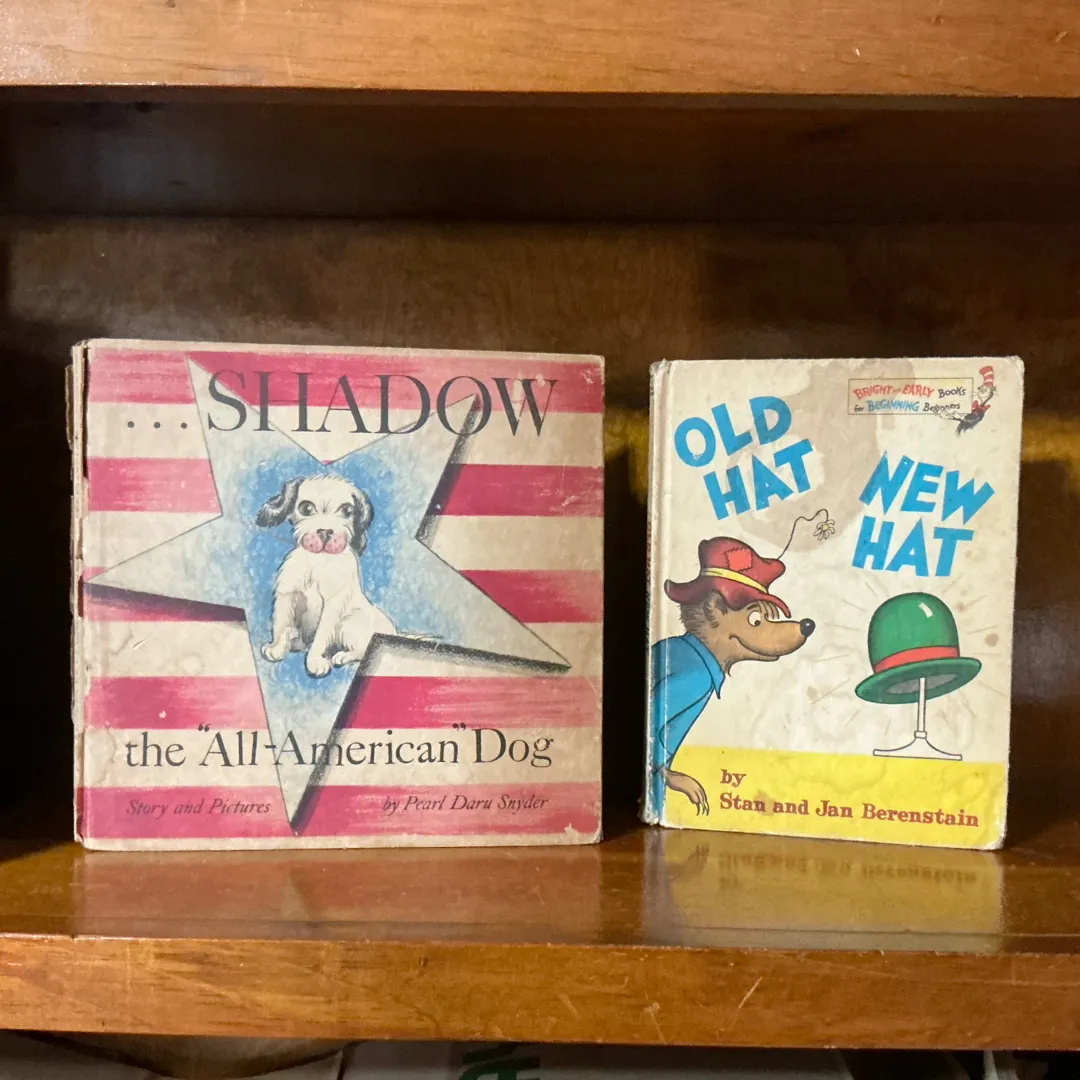 ...SHADOW
the "All-American" Dog
Story and Pictures by Pearl Daru Snyder
BRIGHT and EARLY Books
for BEGINNING Beginners
OLD
HAT
NEW
HAT
by
Stan and Jan Berenstain